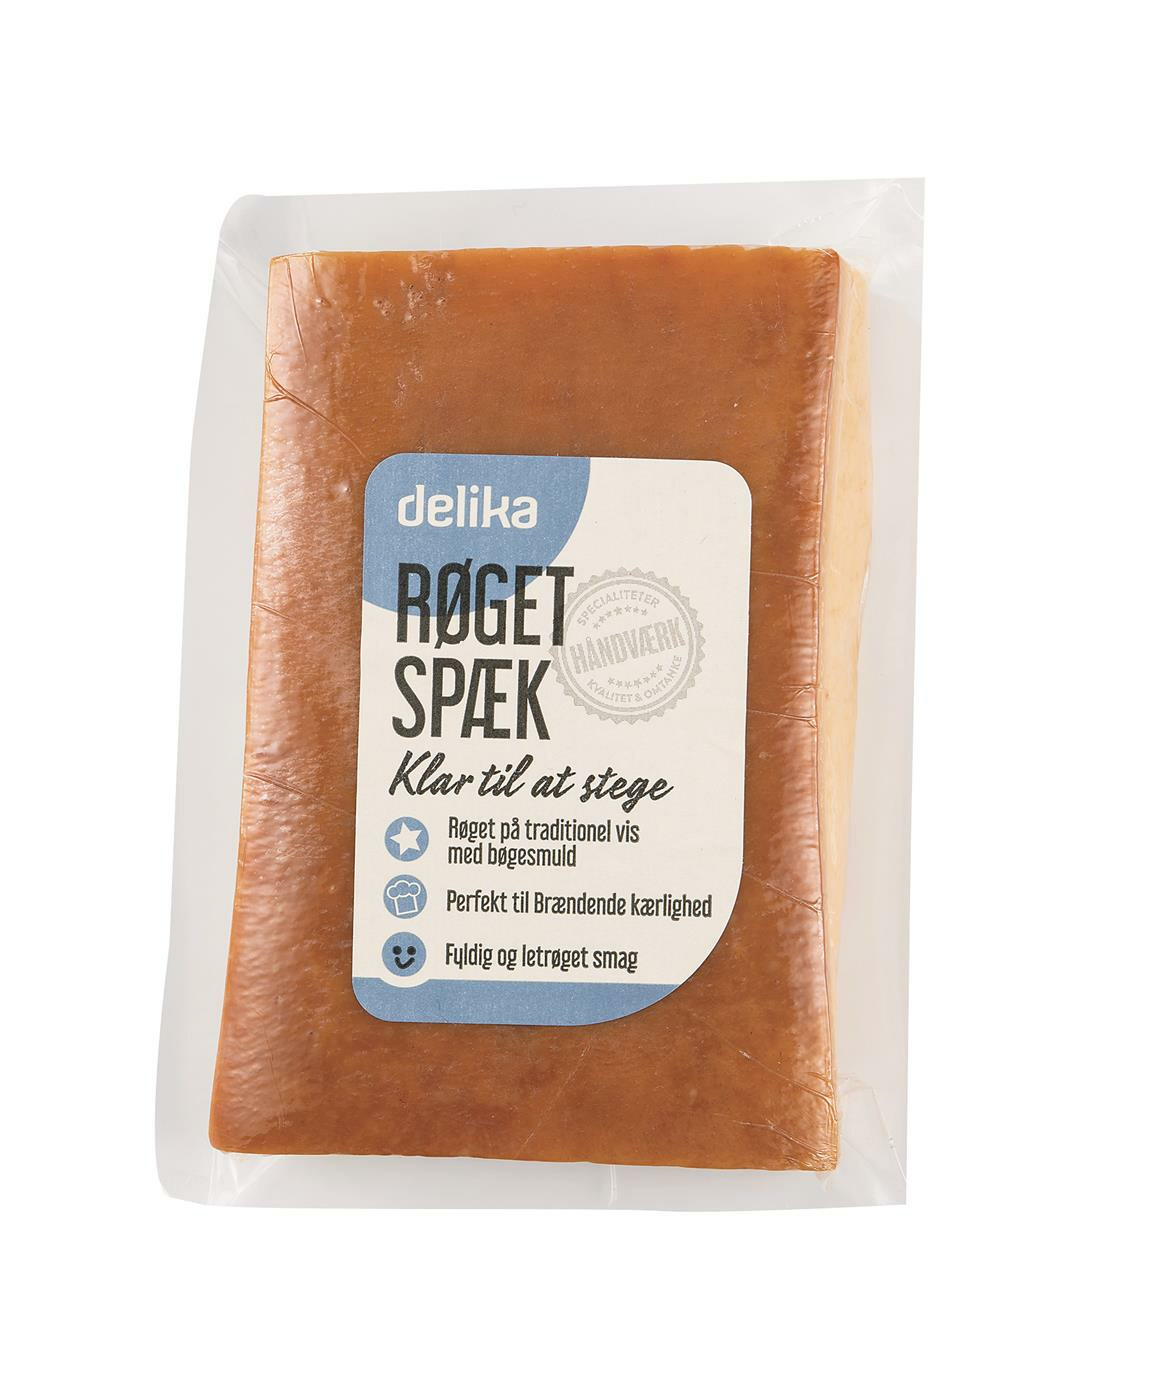 delika
RØGET
SPÆK
SPECIALITETER
HÅNDVÆRK
KVALITET & OMTANKE
Klar til at stege
Røget på traditionel vis
med bøgesmuld
Perfekt til Brændende kærlighed
Fyldig og letrøget smag